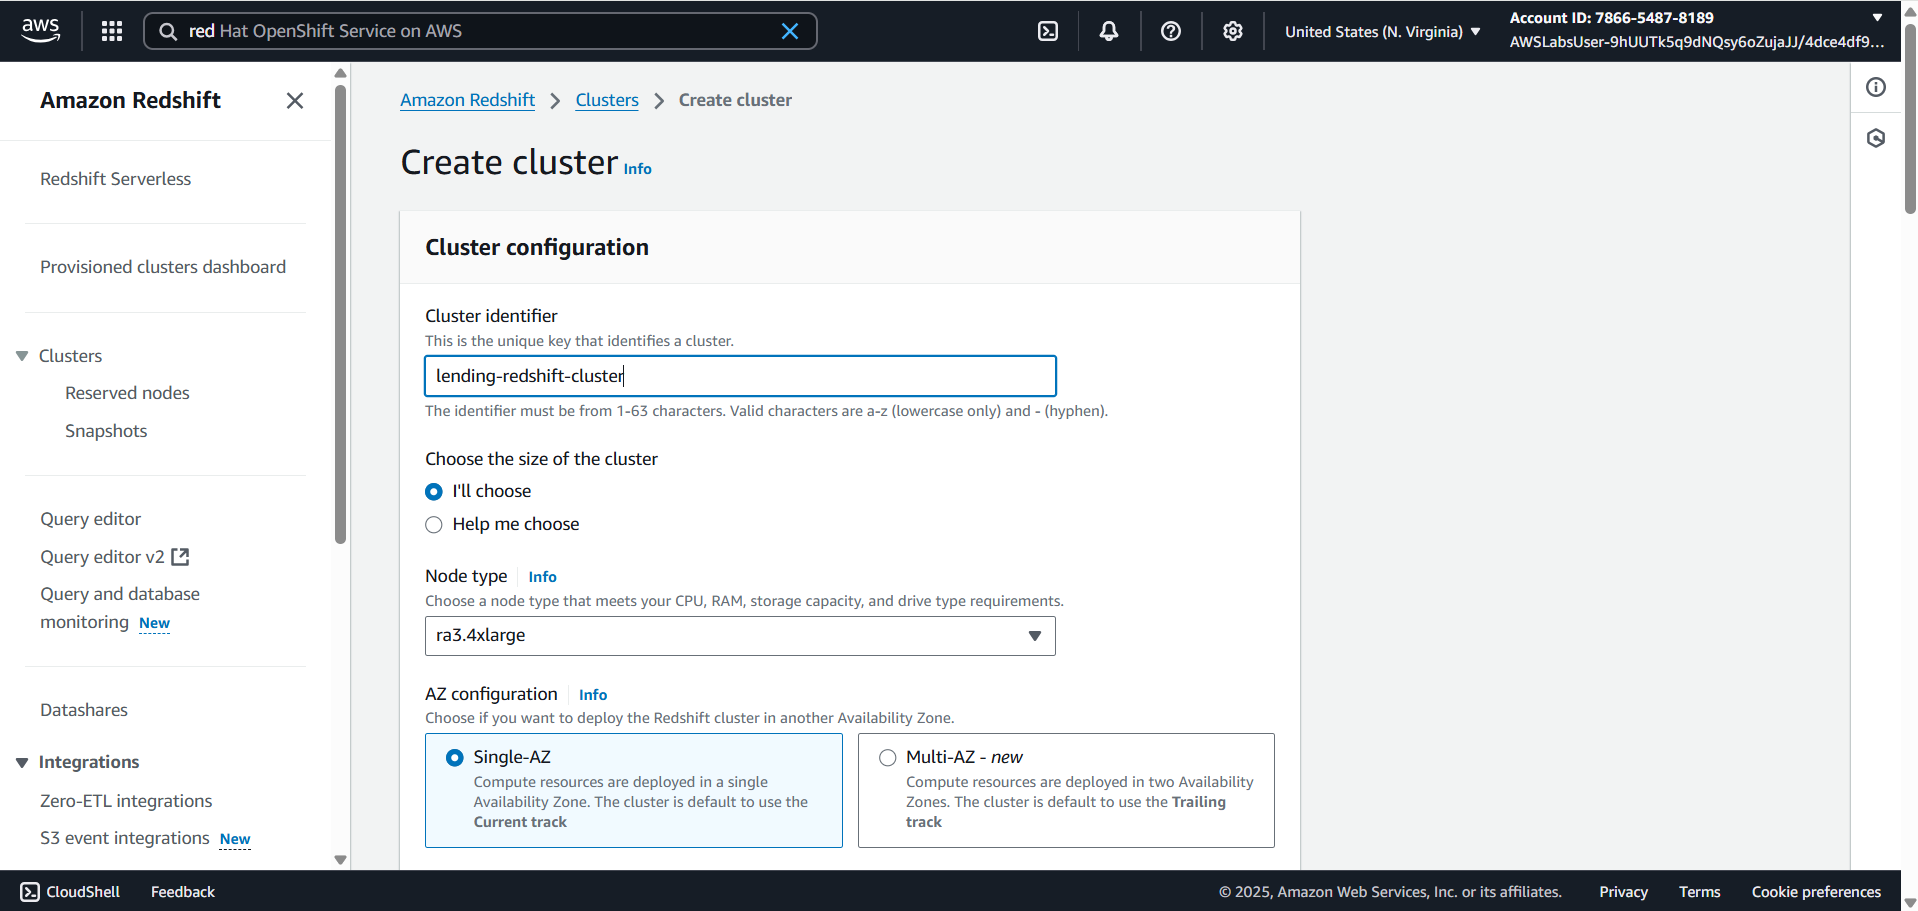 aws
red Hat OpenShift Service on AWS
United States (N. Virginia)
Account ID: 7866-5487-8189
AWSLabsUser-9hUUTk5q9dNQsy6oZujaJJ/4dce4df9...
Amazon Redshift
Redshift Serverless
Provisioned clusters dashboard
Clusters
Reserved nodes
Snapshots
Query editor
Query editor v2
Query and database
monitoring New
Datashares
Integrations
Zero-ETL integrations
S3 event integrations New
Amazon Redshift > Clusters > Create cluster
Create cluster Info
Cluster configuration
Cluster identifier
This is the unique key that identifies a cluster.
lending-redshift-cluster
The identifier must be from 1-63 characters. Valid characters are a-z (lowercase only) and - (hyphen).
Choose the size of the cluster
I'll choose
Help me choose
Node type Info
Choose a node type that meets your CPU, RAM, storage capacity, and drive type requirements.
ra3.4xlarge
AZ configuration Info
Choose if you want to deploy the Redshift cluster in another Availability Zone.
Single-AZ
Compute resources are deployed in a single
Availability Zone. The cluster is default to use the
Current track
Multi-AZ - new
Compute resources are deployed in two Availability
Zones. The cluster is default to use the Trailing
track
CloudShell Feedback
© 2025, Amazon Web Services, Inc. or its affiliates. Privacy Terms Cookie preferences